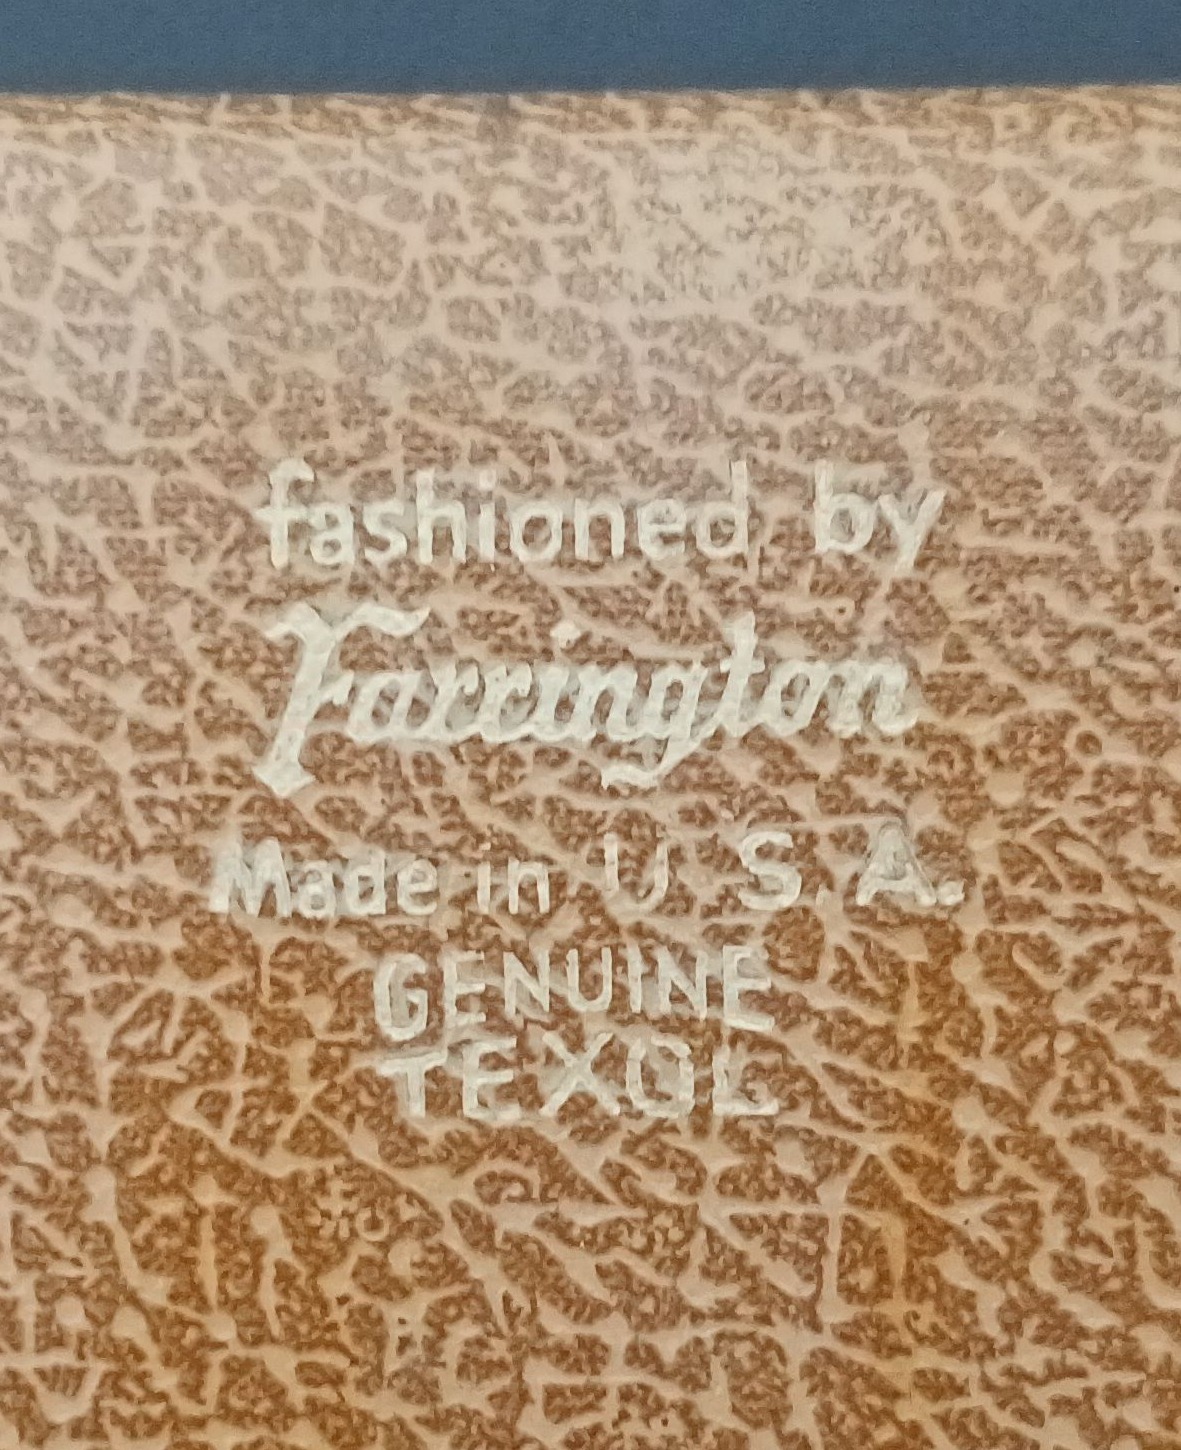 fashioned by
Farrington
Made in U.S.A.
GENUINE
TEXOL